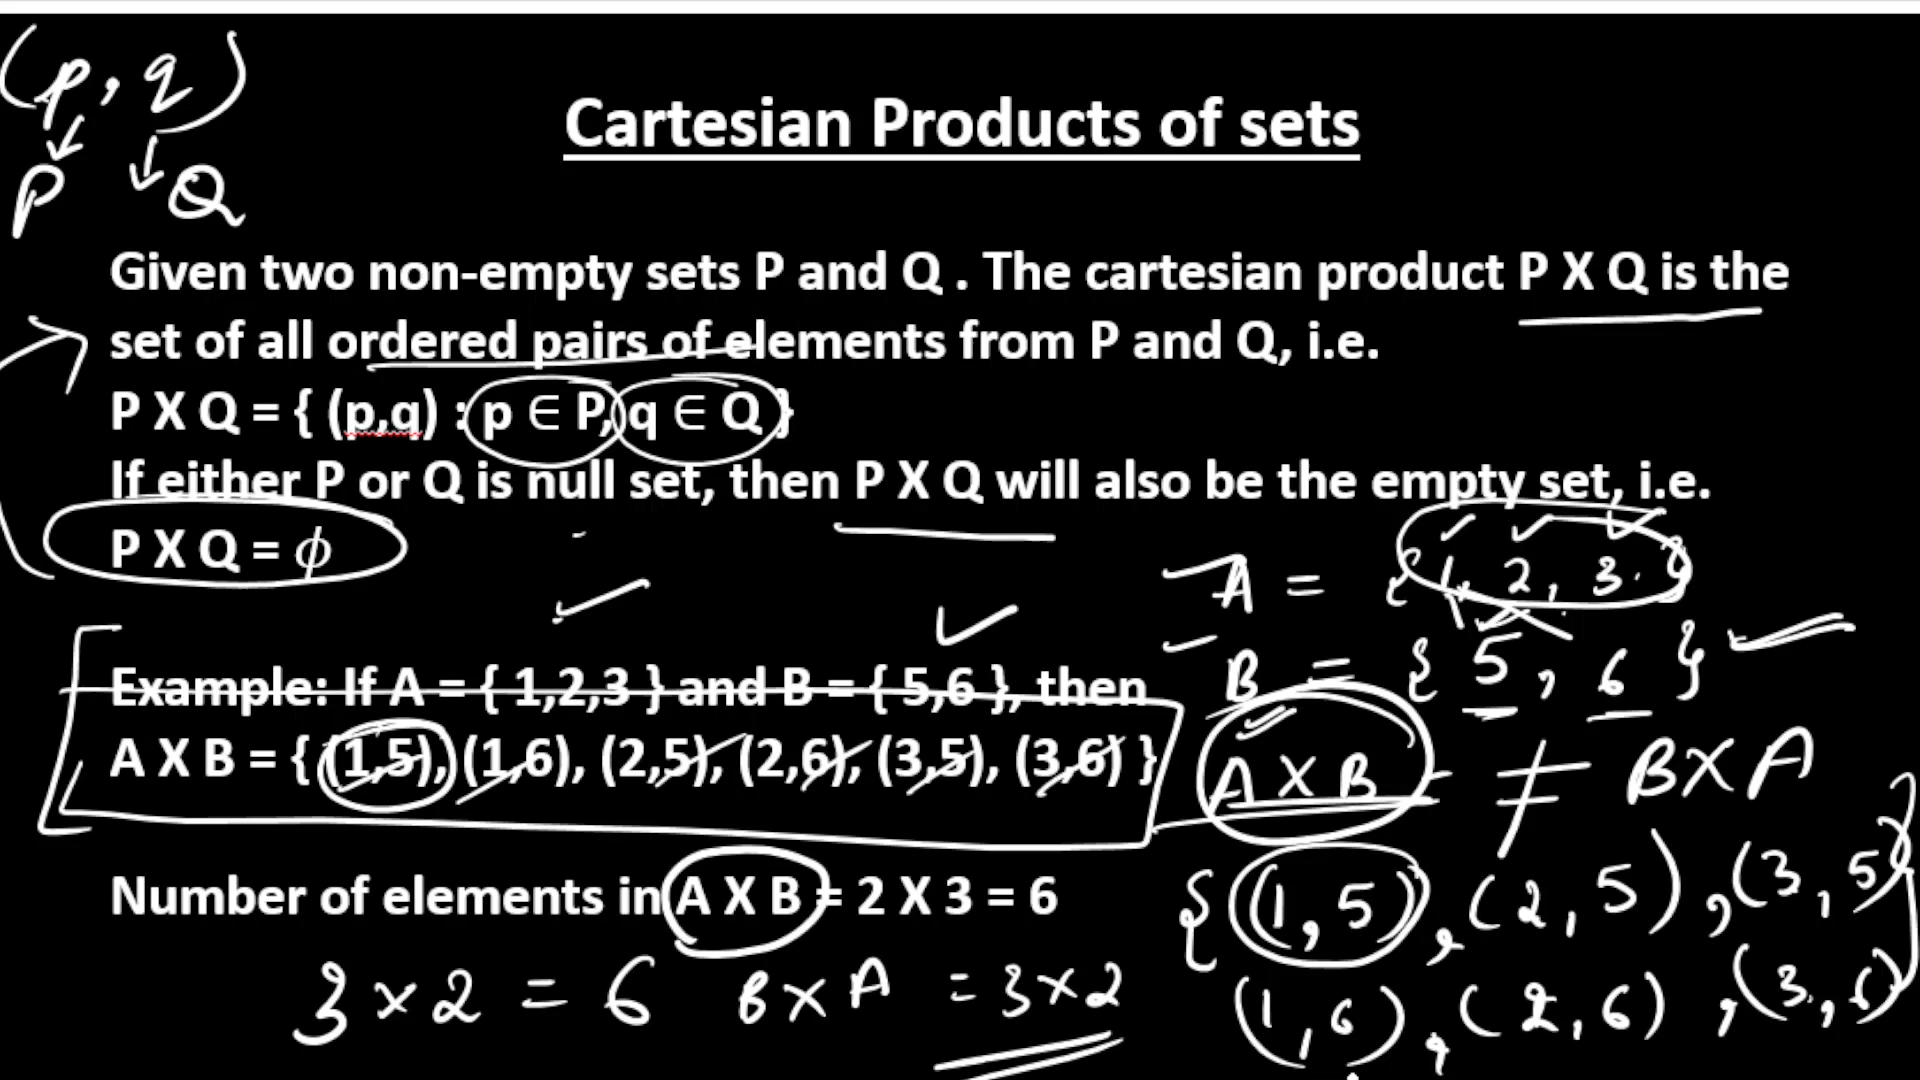 (p, q)
P Q
Cartesian Products of sets
Given two non-empty sets P and Q . The cartesian product P X Q is the
set of all ordered pairs of elements from P and Q, i.e.
P X Q = { (p,q) : p ∈ P, q ∈ Q }
If either P or Q is null set, then P X Q will also be the empty set, i.e.
P X Q = ϕ
A = { 1, 2, 3 }
B = { 5, 6 }
Example: If A = { 1,2,3 } and B = { 5,6 }, then
A X B = { (1,5), (1,6), (2,5), (2,6), (3,5), (3,6) }
A X B ≠ B X A
Number of elements in A X B = 2 X 3 = 6
{ (1, 5), (2, 5), (3, 5)
(1, 6), (2, 6), (3, 6) }
3 x 2 = 6 B X A = 3 x 2